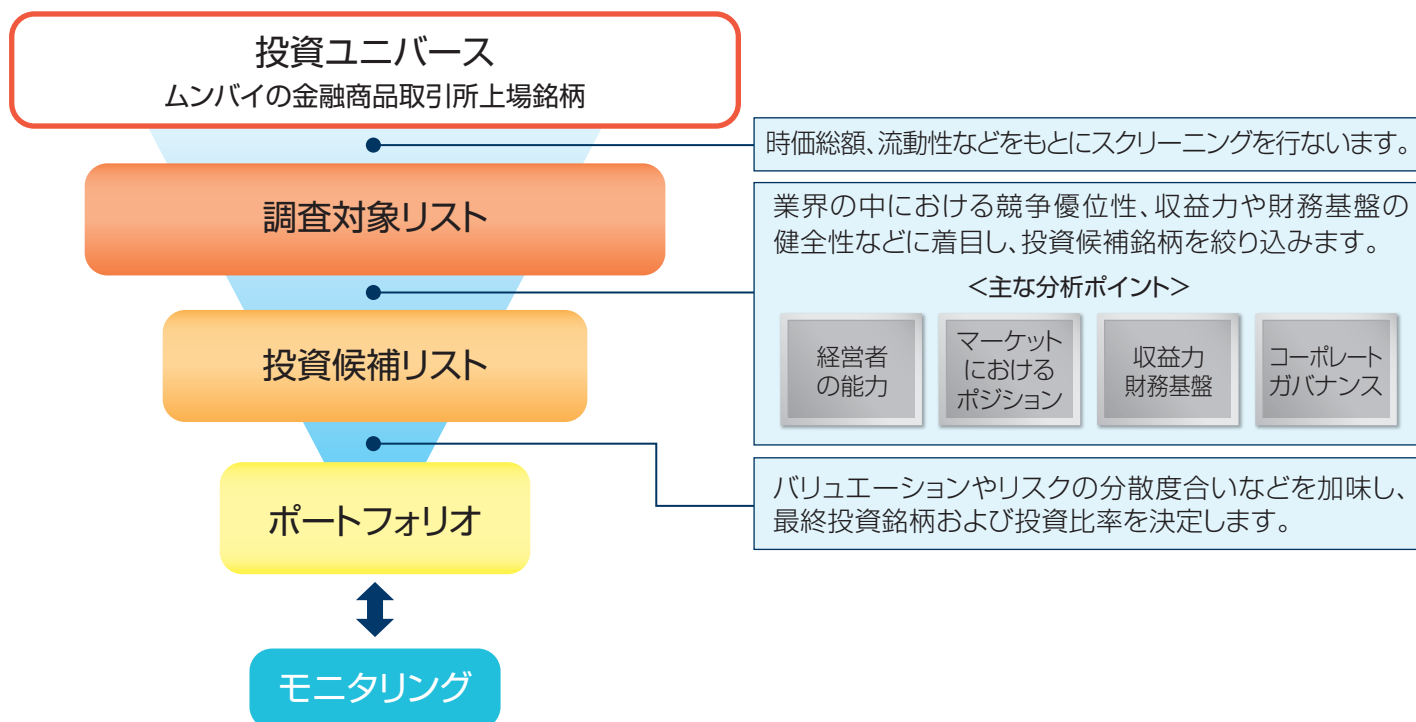 投資ユニバース
ムンバイの金融商品取引所上場銘柄
時価総額、流動性などをもとにスクリーニングを行ないます。
調査対象リスト
業界の中における競争優位性、収益力や財務基盤の
健全性などに着目し、投資候補銘柄を絞り込みます。
<主な分析ポイント>
経営者
の能力
マーケット
における
ポジション
収益力
財務基盤
コーポレート
ガバナンス
投資候補リスト
バリュエーションやリスクの分散度合いなどを加味し、
最終投資銘柄および投資比率を決定します。
ポートフォリオ
モニタリング